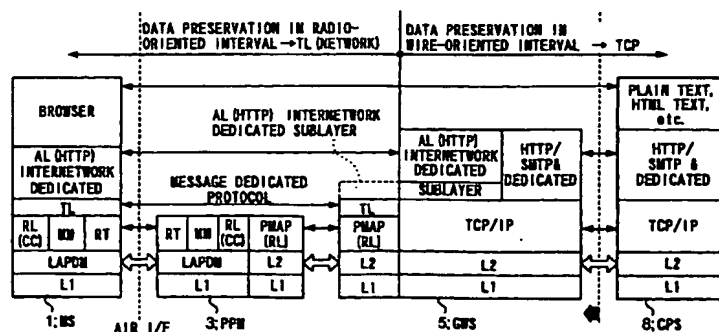 DATA PRESERVATION IN RADIO-
ORIENTED INTERVAL → TL (NETWORK)
DATA PRESERVATION IN
WIRE-ORIENTED INTERVAL → TCP
BROWSER
AL (HTTP) INTERNETWORK
DEDICATED SUBLAYER
PLAIN TEXT,
HTML TEXT,
etc.
AL (HTTP)
INTERNETWORK
DEDICATED
AL (HTTP)
INTERNETWORK
DEDICATED
SUBLAYER
HTTP/
SMTP&
DEDICATED
HTTP/
SMTP &
DEDICATED
MESSAGE DEDICATED
PROTOCOL
TL
TL
RL
(CC)
MM
RT
RT
MM
RL
(CC)
PMAP
(RL)
PMAP
(RL)
TCP/IP
TCP/IP
LAPDM
LAPDM
L2
L2
L2
L2
L1
L1
L1
L1
L1
L1
1;MS
AIR I/F
3;PPM
5;GWS
8;CPS